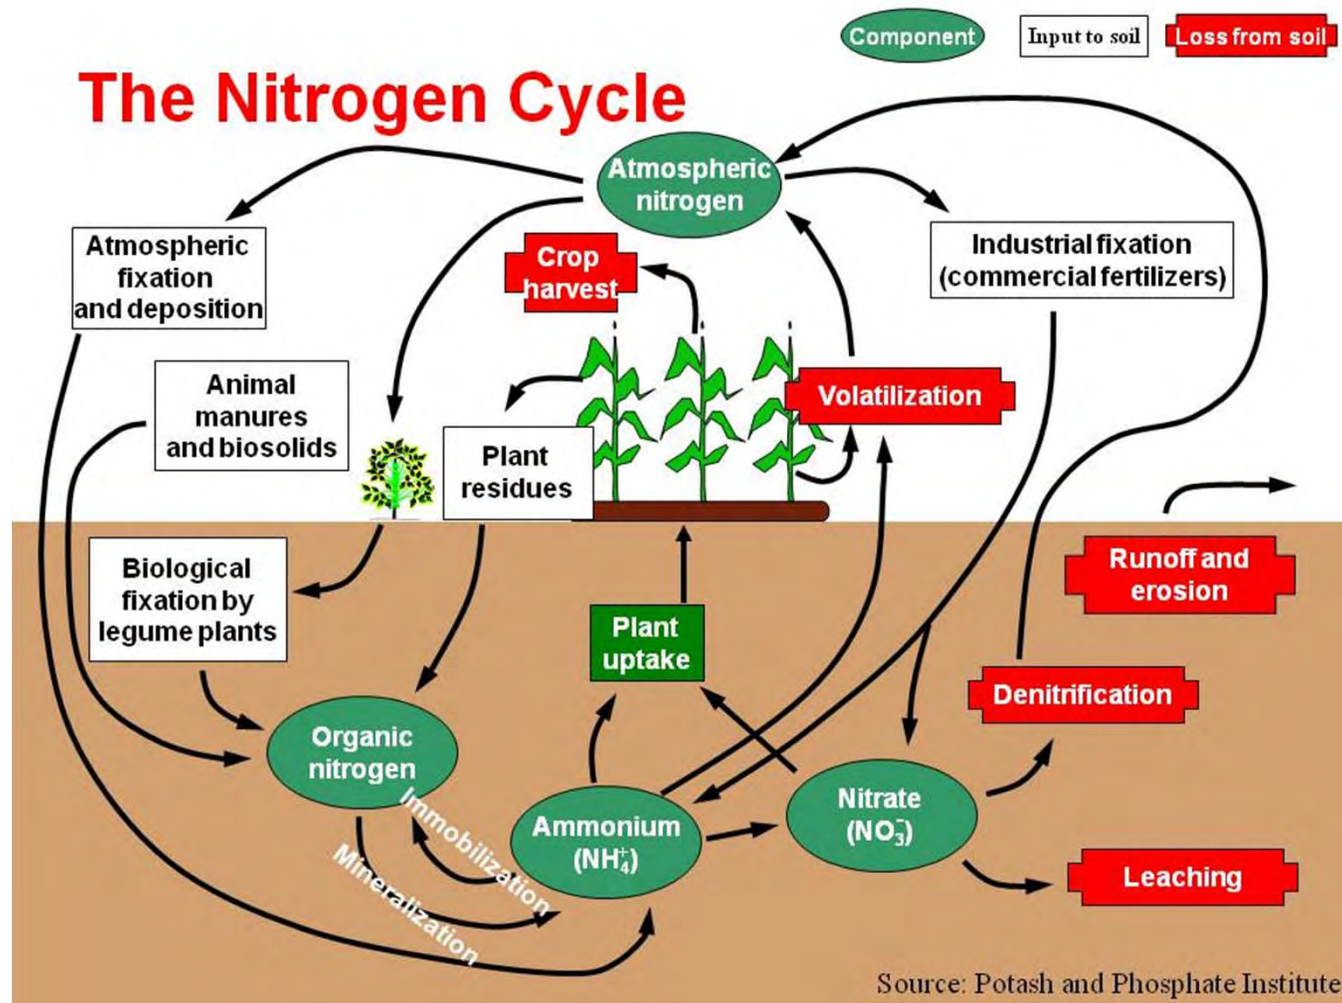 Component
Input to soil
Loss from soil
The Nitrogen Cycle
Atmospheric
nitrogen
Atmospheric
fixation
and deposition
Crop
harvest
Industrial fixation
(commercial fertilizers)
Animal
manures
and biosolids
Volatilization
Plant
residues
Biological
fixation by
legume plants
Runoff and
erosion
Plant
uptake
Denitrification
Organic
nitrogen
Immobilization
Mineralization
Ammonium
(NH₄⁺)
Nitrate
(NO₃⁻)
Leaching
Source: Potash and Phosphate Institute